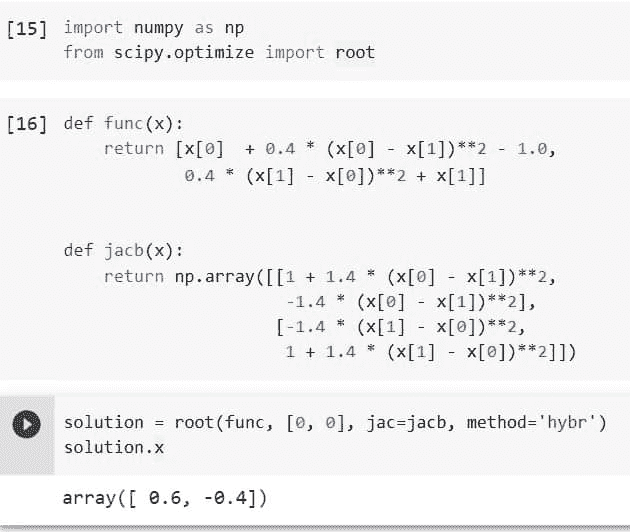 [15] import numpy as np
from scipy.optimize import root
[16] def func(x):
return [x[0]  + 0.4 * (x[0] - x[1])**2 - 1.0,
0.4 * (x[1] - x[0])**2 + x[1]]
def jacb(x):
return np.array([[1 + 1.4 * (x[0] - x[1])**2,
-1.4 * (x[0] - x[1])**2],
[-1.4 * (x[1] - x[0])**2,
1 + 1.4 * (x[1] - x[0])**2]])
solution = root(func, [0, 0], jac=jacb, method='hybr')
solution.x
array([ 0.6, -0.4])